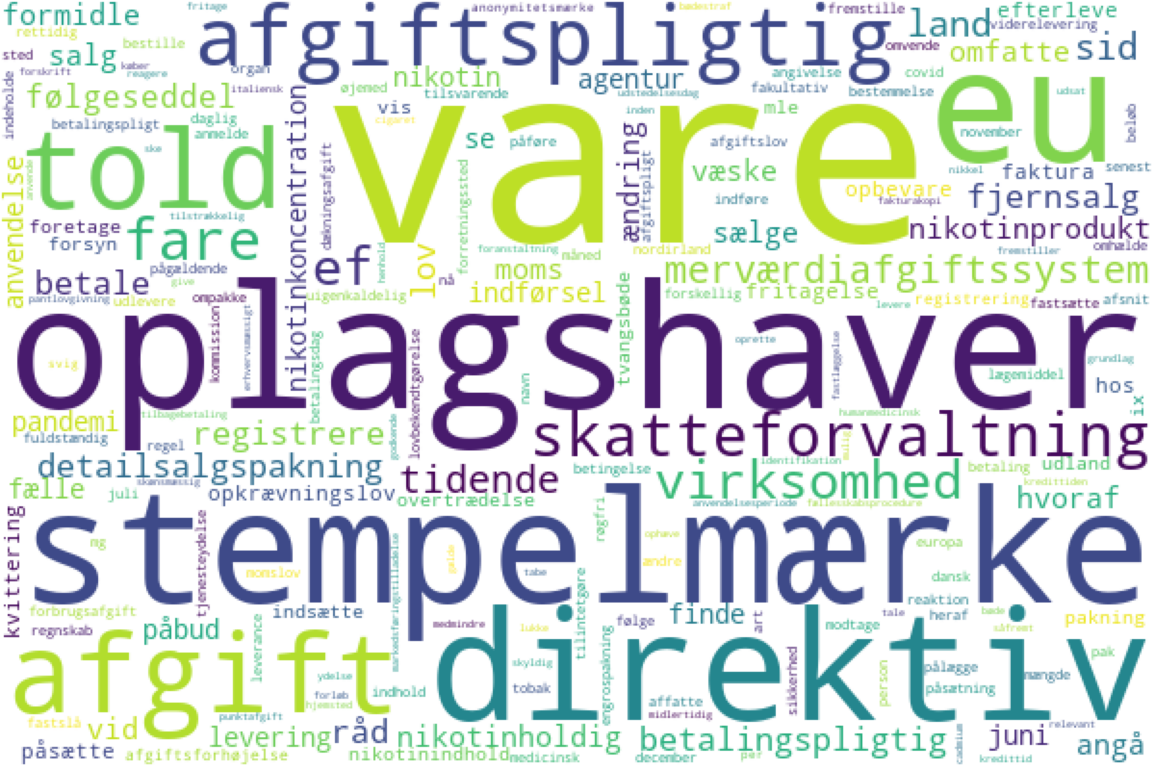 formidle
fritage
afgiftspligtig
anonymitetsmærke
bødestraf
fremstille
land
efterleve
rettidig
salg
bestille
sted
køber
reagere
forskrift
organ
italiensk
nikotin
agentur
angivelse
omvende
viderelevering
omfatte
sid
covid
følgeseddel
øjemed
tilsvarende
udstedelsesdag
fakultativ
bestemmelse
eu
udsat
indeholde
betalingspligt
daglig
anmelde
vis
cigaret
vare
inden
mle
november
beløb
told
ske
anvende
nikotinkoncentration
se
påføre
ændring
afgiftslov
væske
nikkel
faktura
senest
anvendelse
tilstrækkelig
dækningsafgift
forretningssted
afgiftspligt
indføre
opbevare
fakturakopi
fjernsalg
foretage
forsyn
fare
sælge
nikotinprodukt
pågældende
ef
henhold
lov
foranstaltning
måned
nordirland
fremstiller
omhælde
betale
give
moms
merværdiafgiftssystem
pantlovgivning
udlevere
ompakke
uigenkaldelig
nå
indførsel
forskellig
fritagelse
levere
registrering
fastsætte
afsnit
oplagshaver
kommission
erhvervsmæssigt
betalingsdag
tvangsbøde
oprette
fastlæggelse
grundlag
svig
lovbekendtgørelse
navn
lægemiddel
hos
pandemi
tilbagebetaling
godkende
humanmedicinsk
ix
fuldstændig
regel
registrere
skatteforvaltning
miljø
detailsalgspakning
skønsmæssig
tidende
betingelse
identifikation
virksomhed
betaling
udland
fælle
juli
opkrævningslov
overtrædelse
anvendelsesperiode
fællesskabsprocedure
kredittiden
hvoraf
kvittering
stempelmærke
røgfri
mg
tjenesteydelse
momslov
markedsføringstilladelse
gælde
tabe
ophæve
ændre
europa
dansk
forbrugsafgift
indsætte
tilintetgøre
finde
reaktion
pakning
regnskab
påbud
medmindre
lukke
følge
art
tale
heraf
bøde
såfremt
afgift
leverance
direktiv
engrospakning
modtage
pålægge
pak
ydelse
skyldig
sikkerhed
person
påsætning
mængde
forløb
hjemsted
indhold
tobak
affatte
midlertidig
fastslå
vid
punktafgift
levering
råd
nikotinholdig
betalingspligtig
cadmium
juni
relevant
angå
påsætte
afgiftsforhøjelse
nikotinindhold
medicinsk
december
per
kredittid